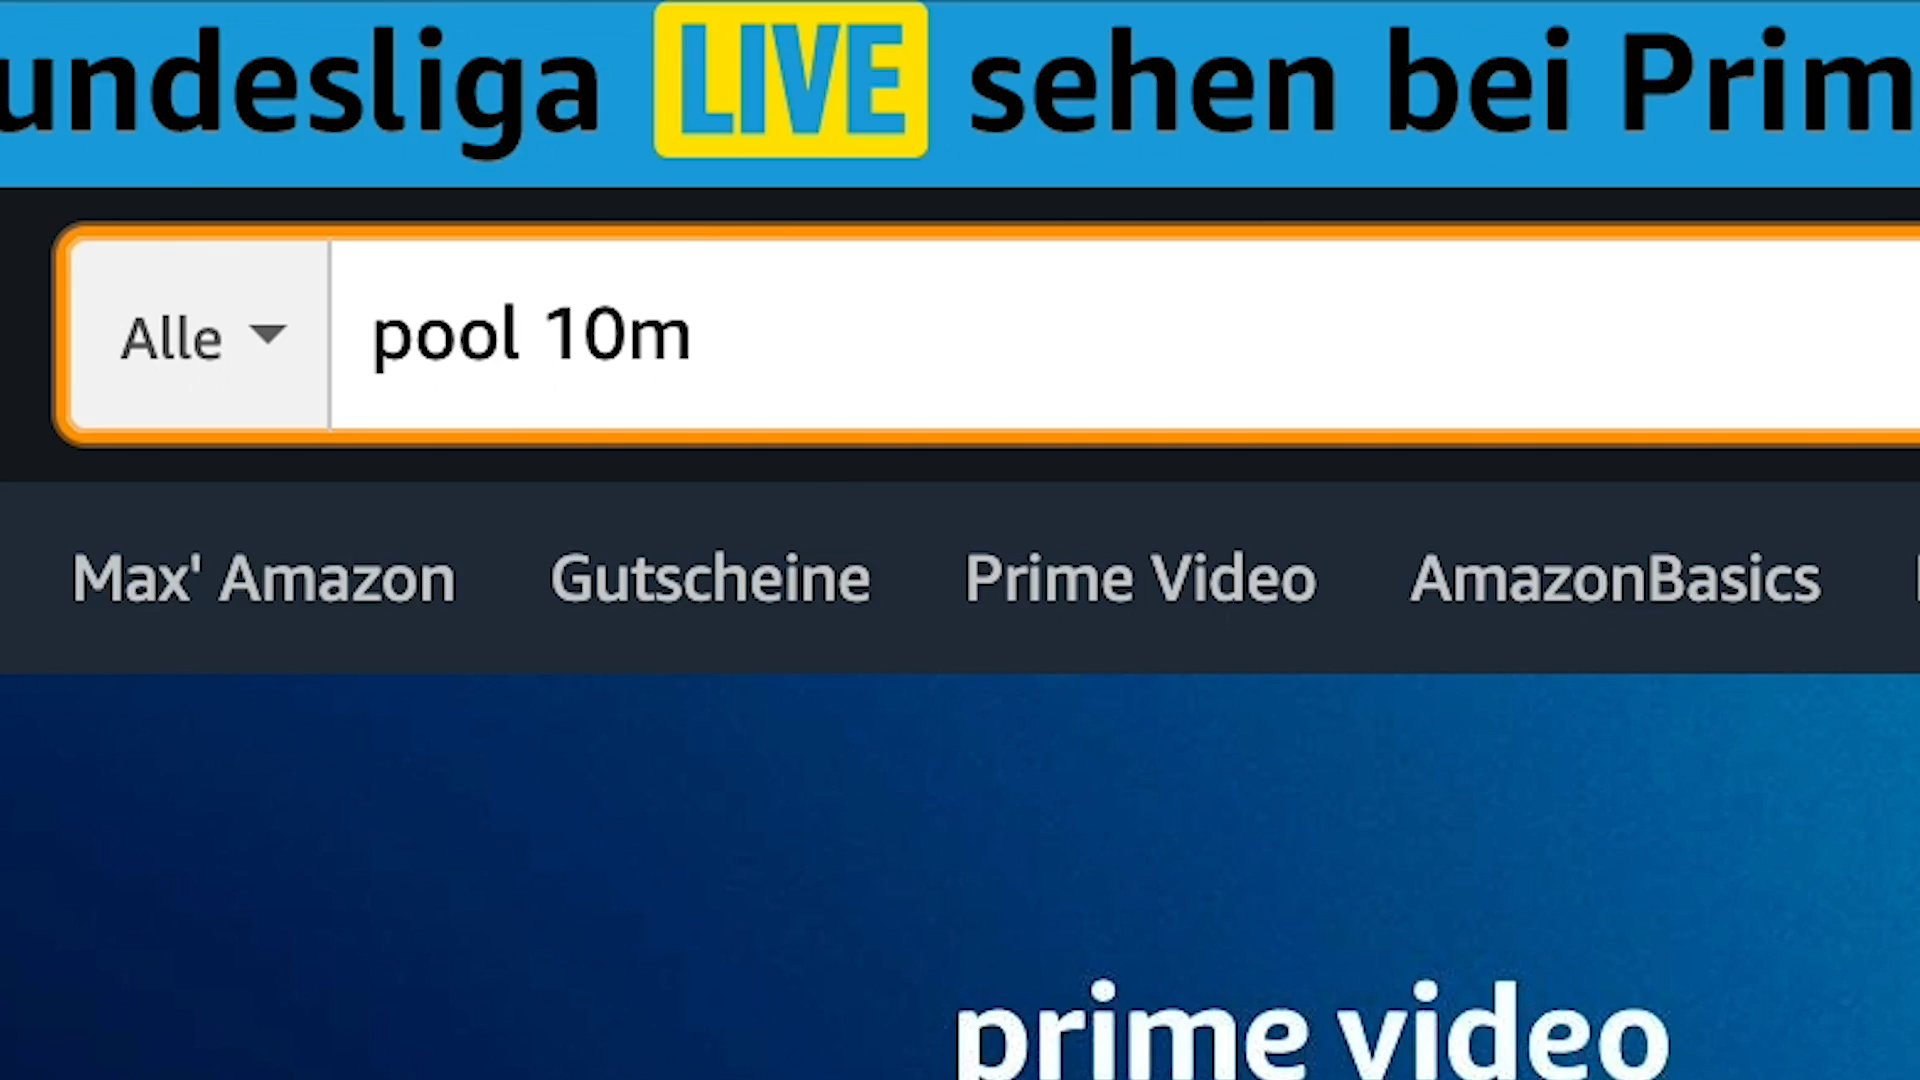 undesliga LIVE sehen bei Prim
Alle pool 10m
Max' Amazon Gutscheine Prime Video AmazonBasics
prime video